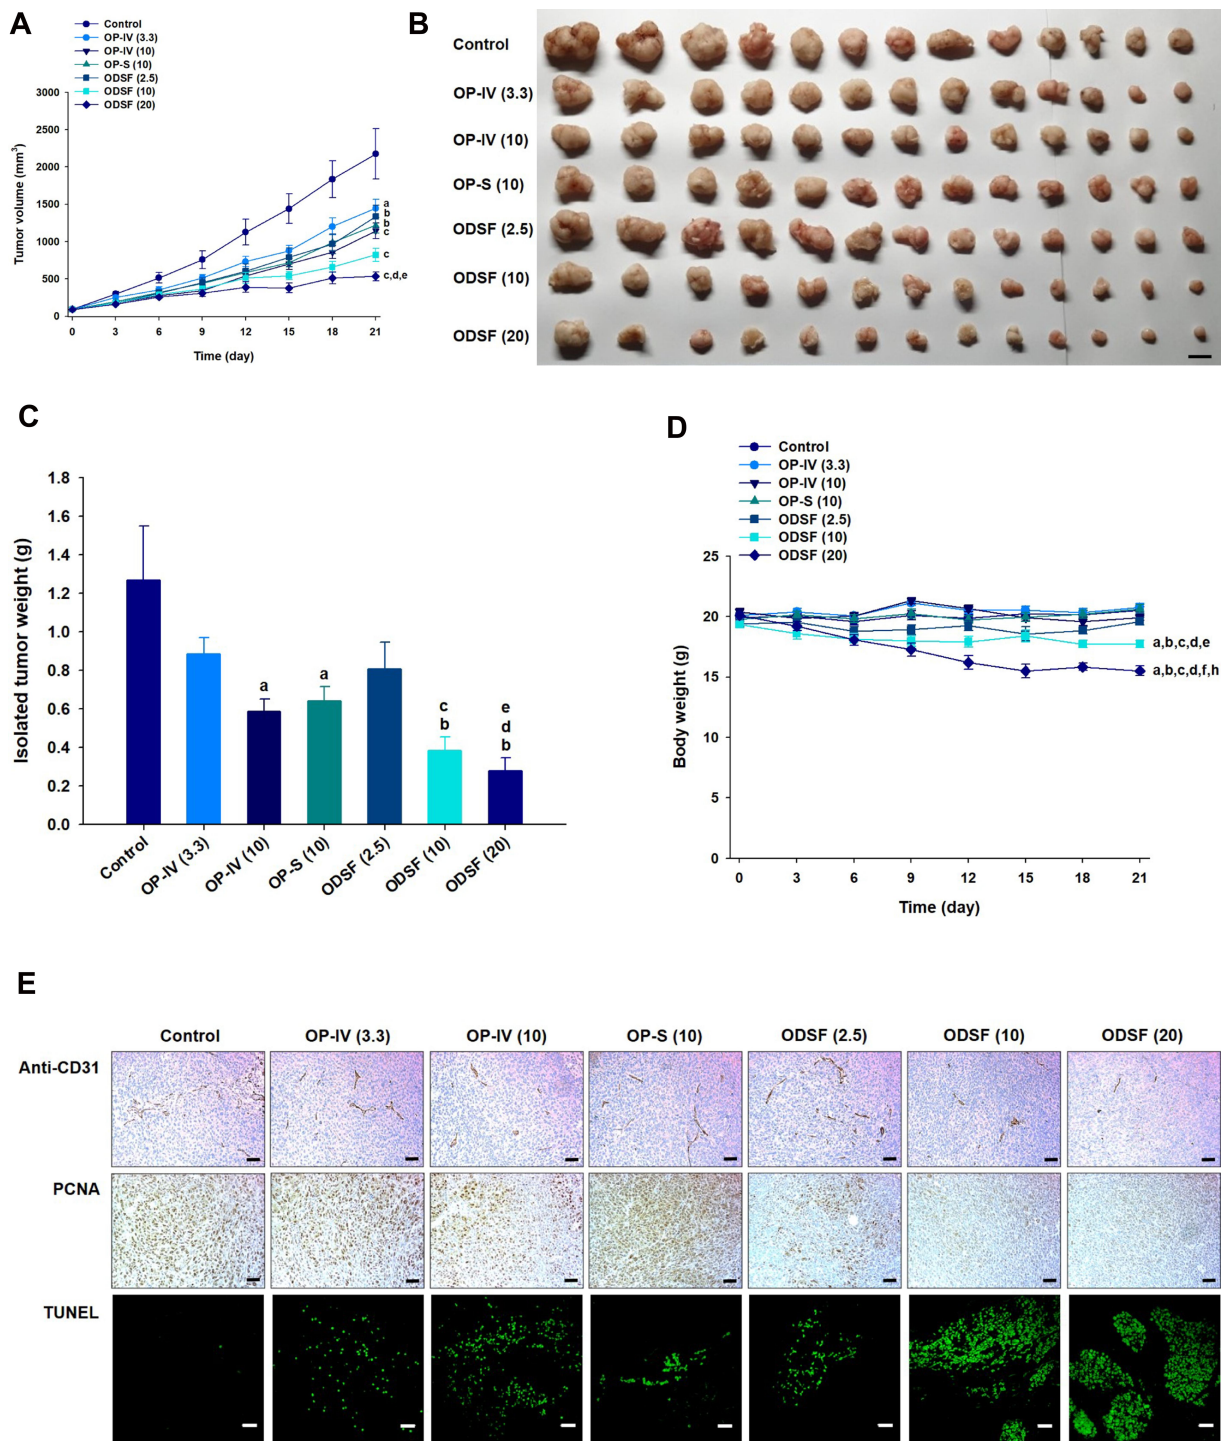 A
Control
OP-IV (3.3)
OP-IV (10)
OP-S (10)
ODSF (2.5)
ODSF (10)
ODSF (20)
Tumor volume (mm3)
3000
2500
2000
1500
1000
500
0
a
b
b
c
c
c,d,e
0 3 6 9 12 15 18 21
Time (day)
B
Control
OP-IV (3.3)
OP-IV (10)
OP-S (10)
ODSF (2.5)
ODSF (10)
ODSF (20)
C
Isolated tumor weight (g)
1.8
1.6
1.4
1.2
1.0
0.8
0.6
0.4
0.2
0.0
a
a
c
b
e
d
b
Control
OP-IV (3.3)
OP-IV (10)
OP-S (10)
ODSF (2.5)
ODSF (10)
ODSF (20)
D
Control
OP-IV (3.3)
OP-IV (10)
OP-S (10)
ODSF (2.5)
ODSF (10)
ODSF (20)
Body weight (g)
25
20
15
10
5
0
a,b,c,d,e
a,b,c,d,f,h
0 3 6 9 12 15 18 21
Time (day)
E
Control OP-IV (3.3) OP-IV (10) OP-S (10) ODSF (2.5) ODSF (10) ODSF (20)
Anti-CD31
PCNA
TUNEL